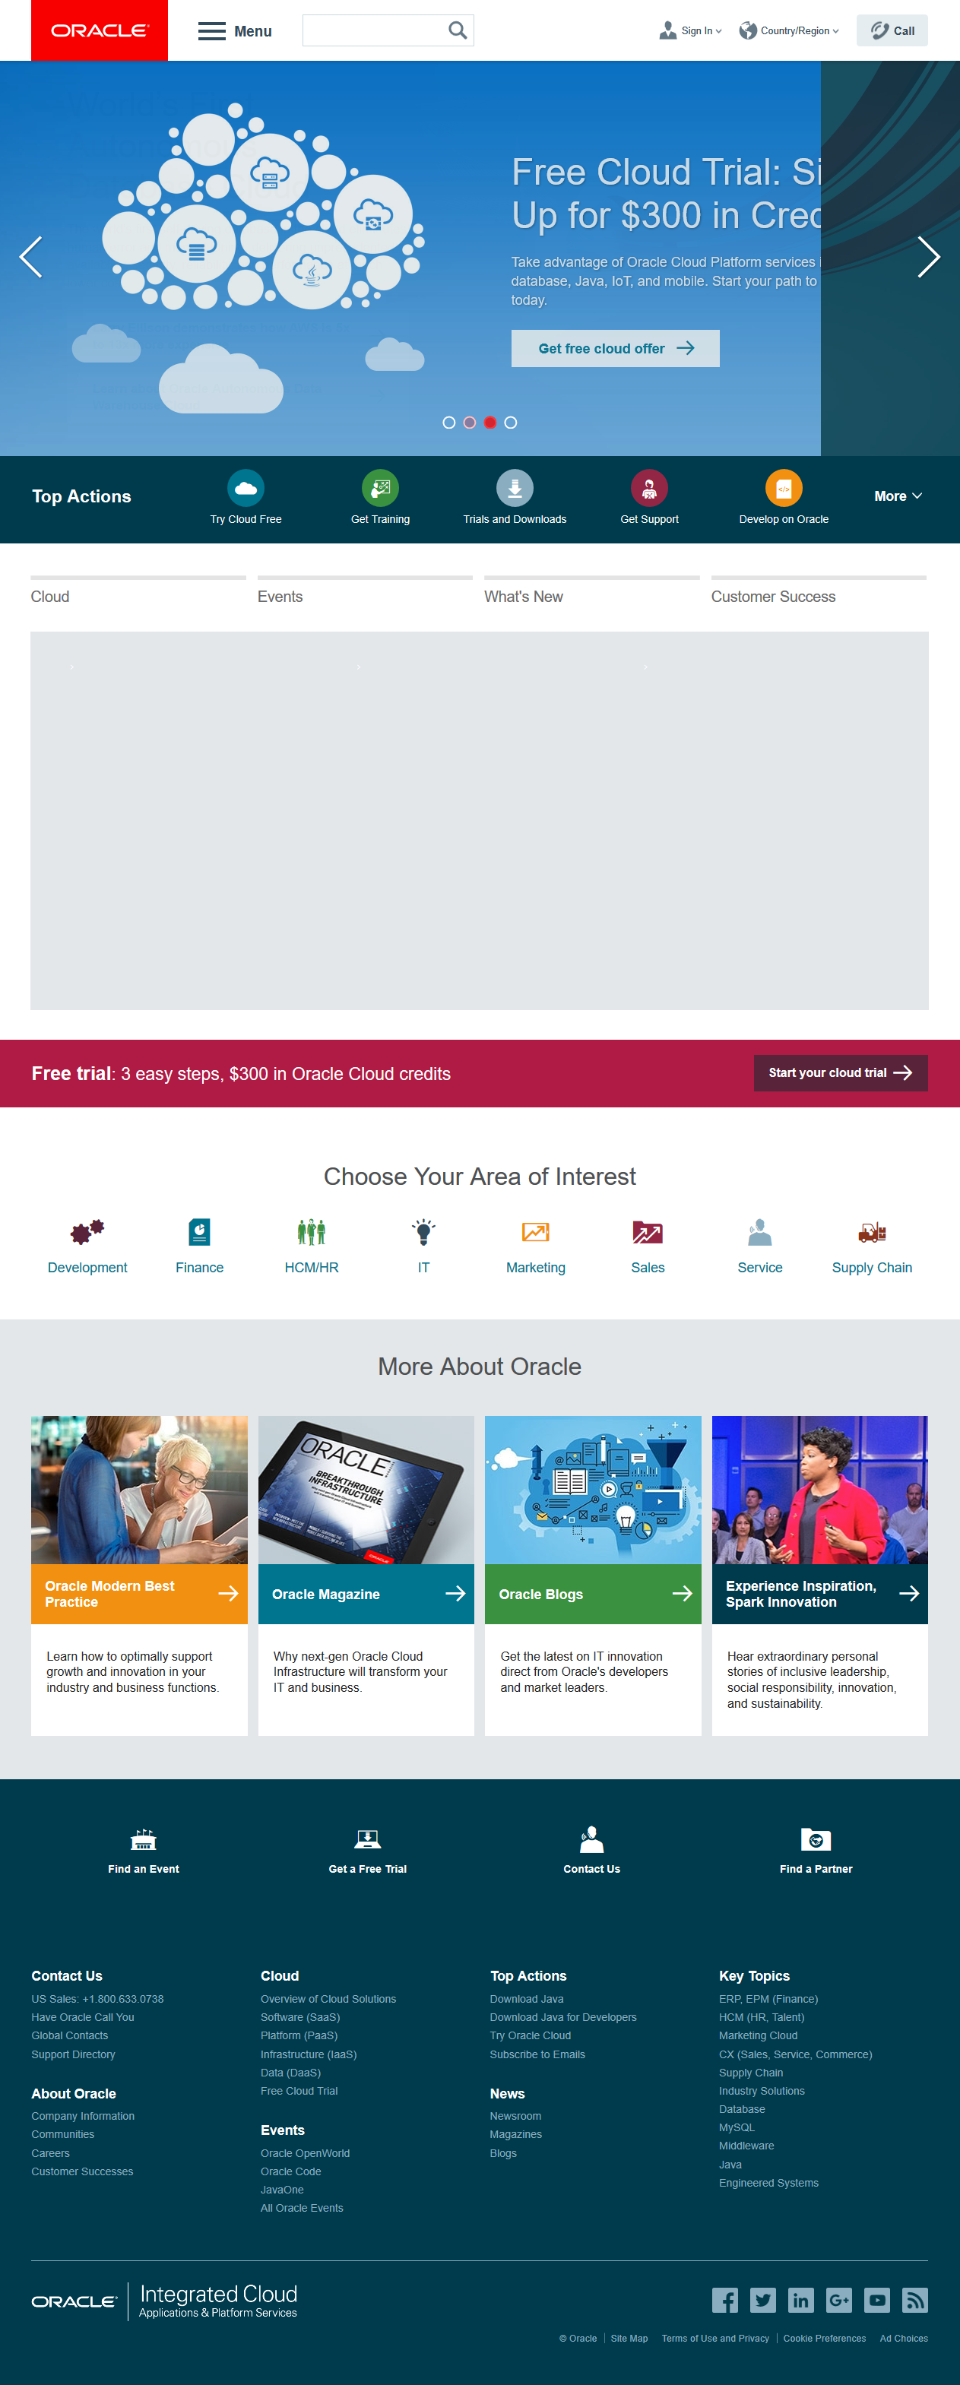 ORACLE
Menu
Sign In
Country/Region
Call
Free Cloud Trial: Si
Up for $300 in Cred
Take advantage of Oracle Cloud Platform services
database, Java, IoT, and mobile. Start your path to
today.
Get free cloud offer
Top Actions
Try Cloud Free
Get Training
Trials and Downloads
Get Support
Develop on Oracle
More
Cloud
Events
What's New
Customer Success
Free trial: 3 easy steps, $300 in Oracle Cloud credits
Start your cloud trial
Choose Your Area of Interest
Development
Finance
HCM/HR
IT
Marketing
Sales
Service
Supply Chain
More About Oracle
ORACLE
BREAKTHROUGH
INFRASTRUCTURE
Oracle Modern Best
Practice
Oracle Magazine
Oracle Blogs
Experience Inspiration,
Spark Innovation
Learn how to optimally support
growth and innovation in your
industry and business functions.
Why next-gen Oracle Cloud
Infrastructure will transform your
IT and business.
Get the latest on IT innovation
direct from Oracle's developers
and market leaders.
Hear extraordinary personal
stories of inclusive leadership,
social responsibility, innovation,
and sustainability.
Find an Event
Get a Free Trial
Contact Us
Find a Partner
Contact Us
US Sales: +1.800.633.0738
Have Oracle Call You
Global Contacts
Support Directory
About Oracle
Company Information
Communities
Careers
Customer Successes
Cloud
Overview of Cloud Solutions
Software (SaaS)
Platform (PaaS)
Infrastructure (IaaS)
Data (DaaS)
Free Cloud Trial
Events
Oracle OpenWorld
Oracle Code
JavaOne
All Oracle Events
Top Actions
Download Java
Download Java for Developers
Try Oracle Cloud
Subscribe to Emails
News
Newsroom
Magazines
Blogs
Key Topics
ERP, EPM (Finance)
HCM (HR, Talent)
Marketing Cloud
CX (Sales, Service, Commerce)
Supply Chain
Industry Solutions
Database
MySQL
Middleware
Java
Engineered Systems
ORACLE
Integrated Cloud
Applications & Platform Services
© Oracle
Site Map
Terms of Use and Privacy
Cookie Preferences
Ad Choices